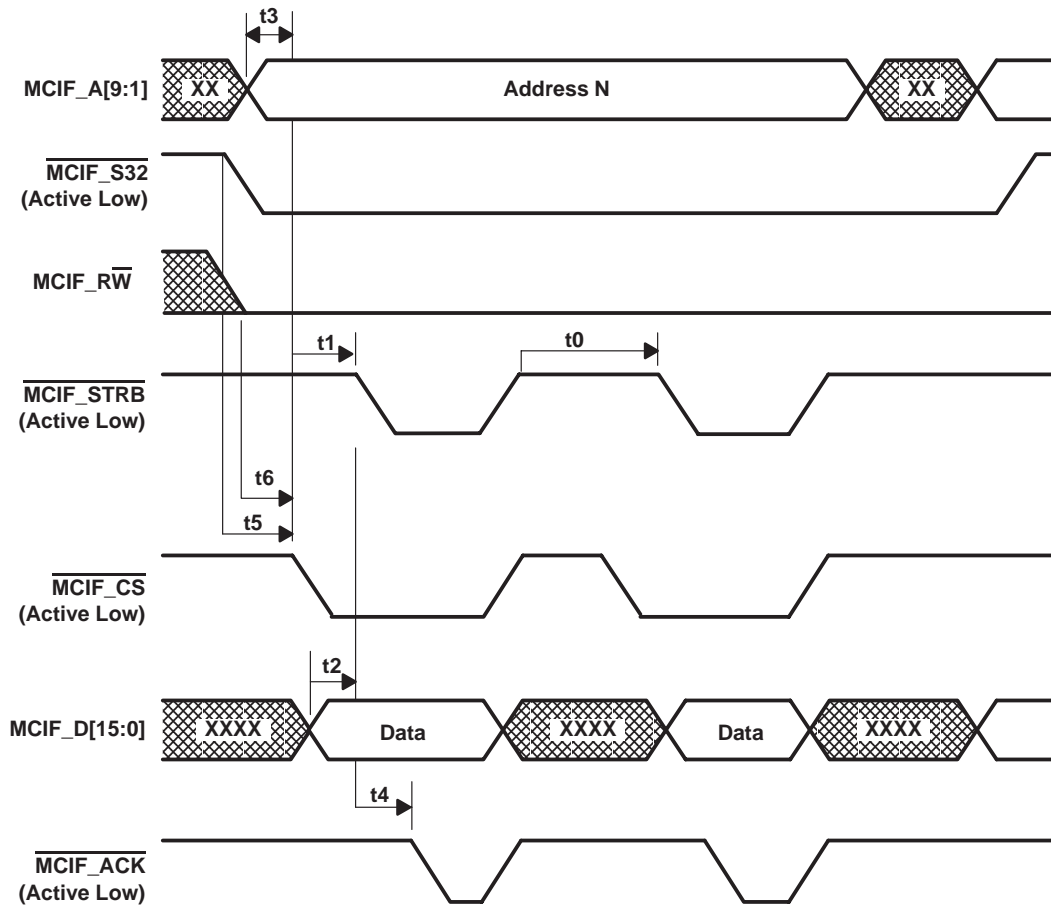 t3
MCIF_A[9:1] XX Address N XX
MCIF_S32
(Active Low)
MCIF_RW
t1 t0
MCIF_STRB
(Active Low)
t6
t5
MCIF_CS
(Active Low)
t2
MCIF_D[15:0] XXXX Data XXXX Data XXXX
t4
MCIF_ACK
(Active Low)